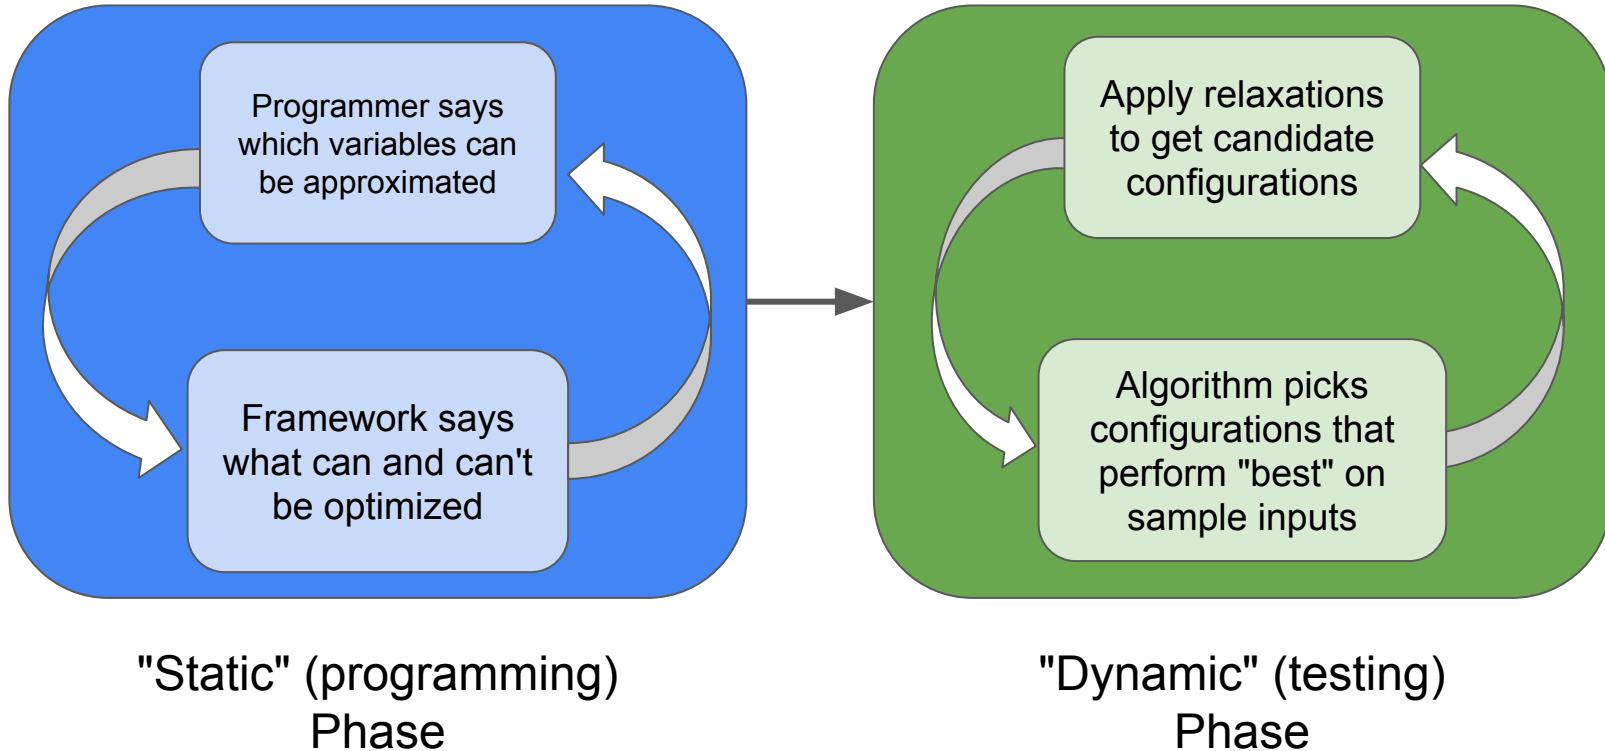 Programmer says
which variables can
be approximated
Framework says
what can and can't
be optimized
"Static" (programming)
Phase
Apply relaxations
to get candidate
configurations
Algorithm picks
configurations that
perform "best" on
sample inputs
"Dynamic" (testing)
Phase